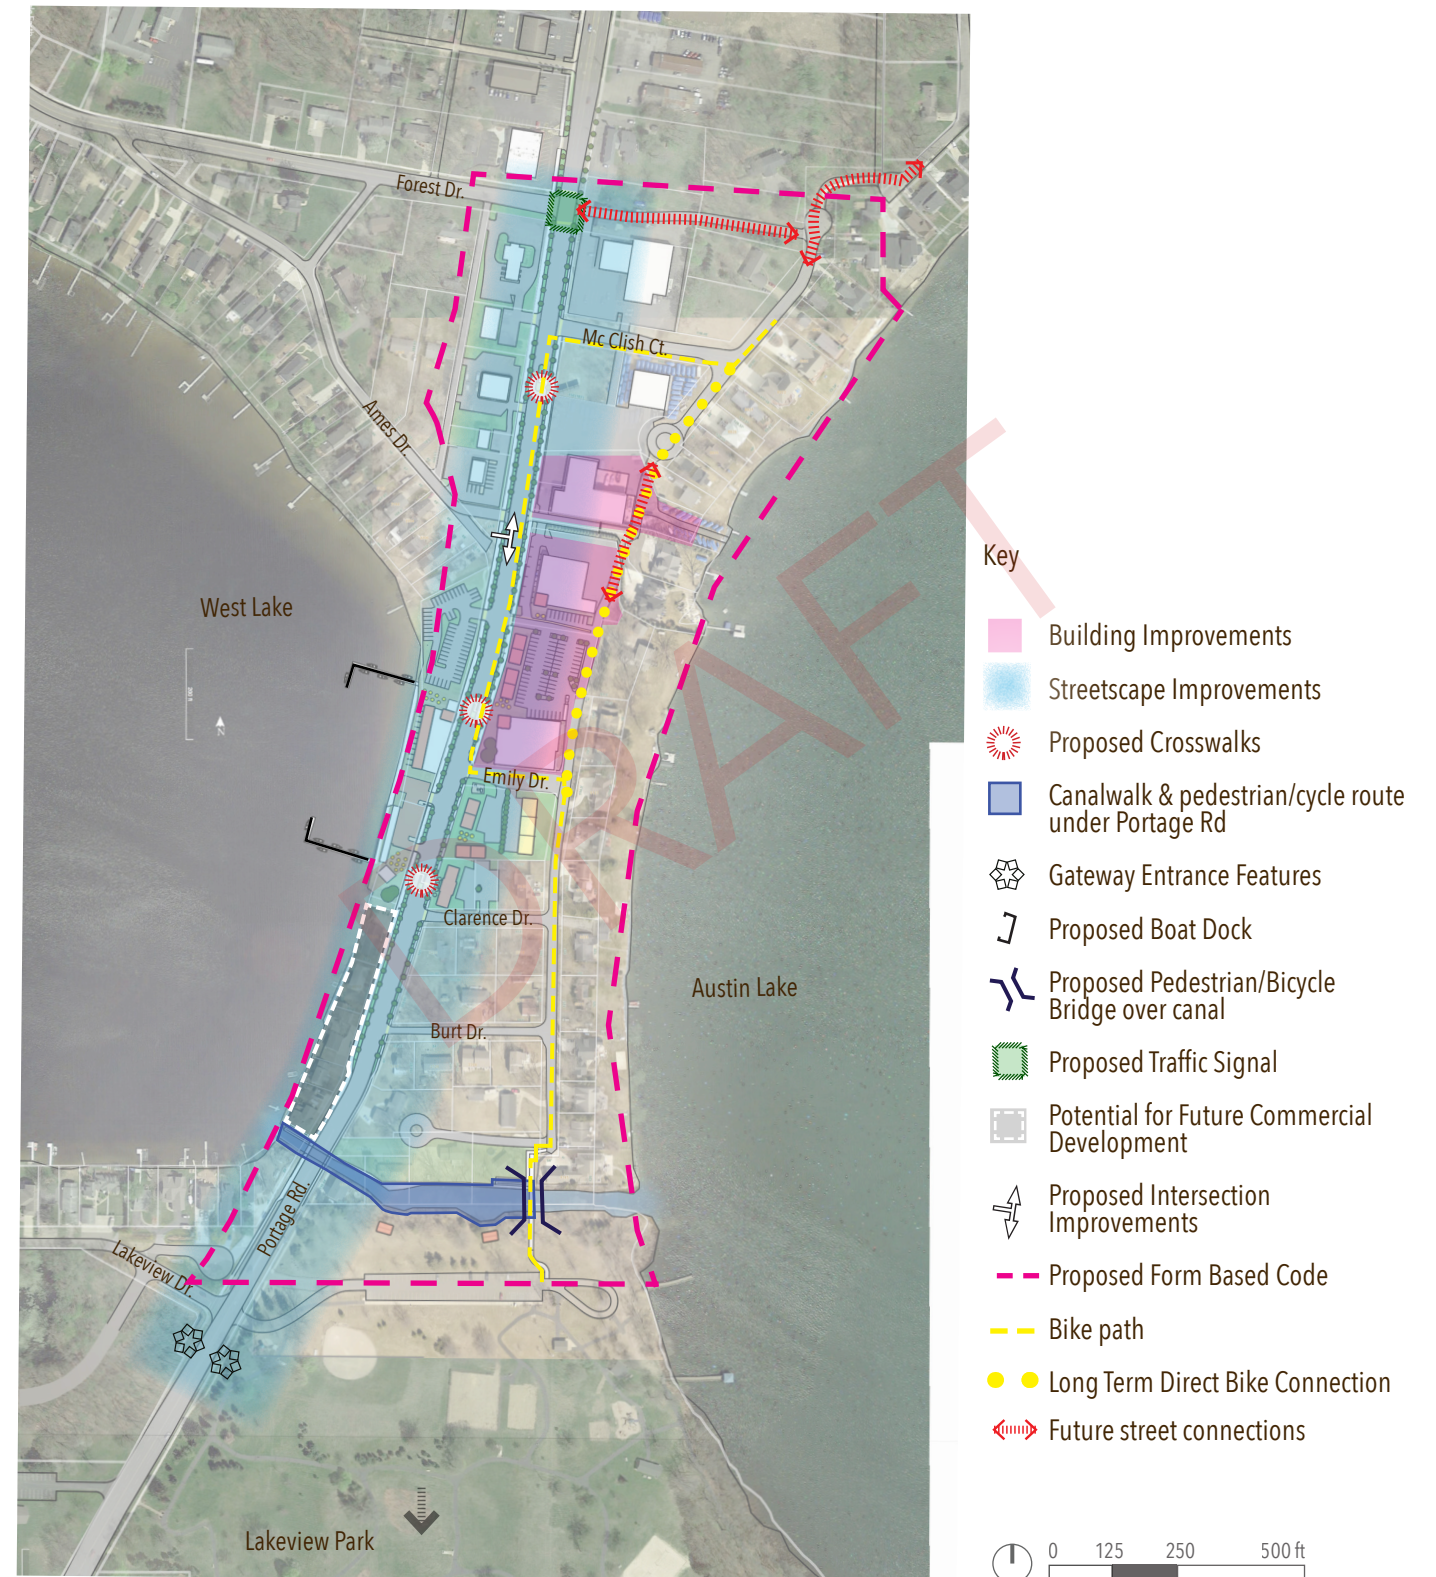 Forest Dr.
Mc Clish Ct.
Ames Dr.
West Lake
N
Emily Dr.
Clarence Dr.
Austin Lake
Burt Dr.
Portage Rd.
Lakeview Dr.
Lakeview Park
DRAFT
Key
Building Improvements
Streetscape Improvements
Proposed Crosswalks
Canalwalk & pedestrian/cycle route
under Portage Rd
Gateway Entrance Features
Proposed Boat Dock
Proposed Pedestrian/Bicycle
Bridge over canal
Proposed Traffic Signal
Potential for Future Commercial
Development
Proposed Intersection
Improvements
Proposed Form Based Code
Bike path
Long Term Direct Bike Connection
Future street connections
0 125 250 500 ft